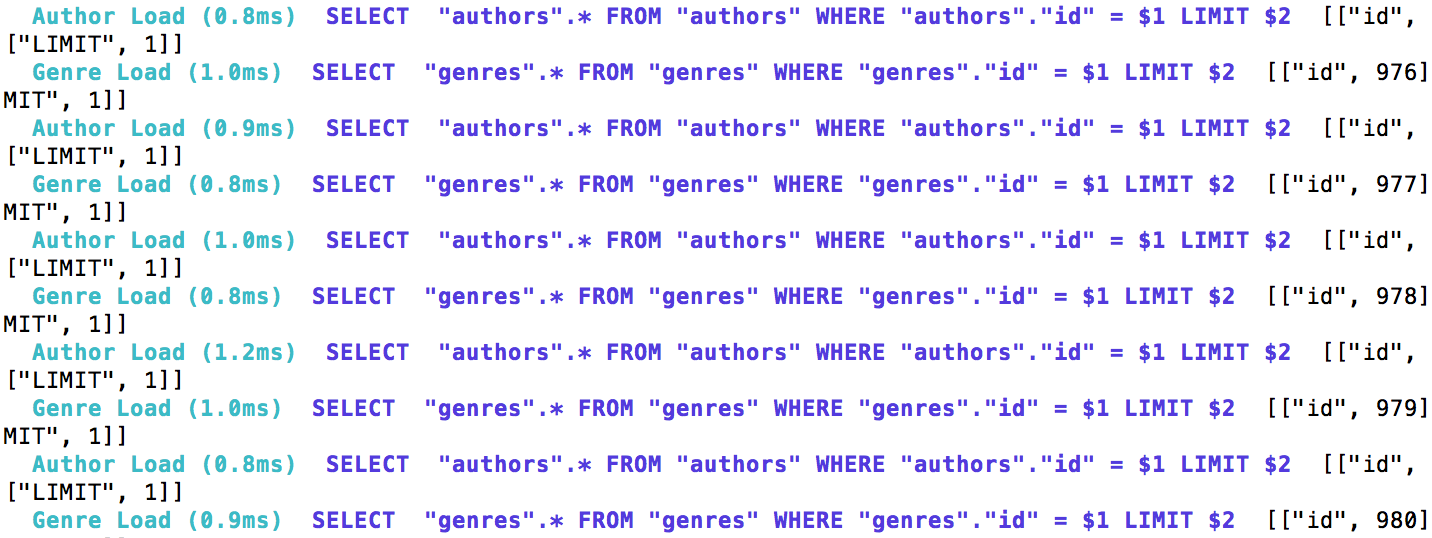 Author Load (0.8ms)  SELECT  "authors".* FROM "authors" WHERE "authors"."id" = $1 LIMIT $2  [["id",
["LIMIT", 1]]
Genre Load (1.0ms)  SELECT  "genres".* FROM "genres" WHERE "genres"."id" = $1 LIMIT $2  [["id", 976]
MIT", 1]]
Author Load (0.9ms)  SELECT  "authors".* FROM "authors" WHERE "authors"."id" = $1 LIMIT $2  [["id",
["LIMIT", 1]]
Genre Load (0.8ms)  SELECT  "genres".* FROM "genres" WHERE "genres"."id" = $1 LIMIT $2  [["id", 977]
MIT", 1]]
Author Load (1.0ms)  SELECT  "authors".* FROM "authors" WHERE "authors"."id" = $1 LIMIT $2  [["id",
["LIMIT", 1]]
Genre Load (0.8ms)  SELECT  "genres".* FROM "genres" WHERE "genres"."id" = $1 LIMIT $2  [["id", 978]
MIT", 1]]
Author Load (1.2ms)  SELECT  "authors".* FROM "authors" WHERE "authors"."id" = $1 LIMIT $2  [["id",
["LIMIT", 1]]
Genre Load (1.0ms)  SELECT  "genres".* FROM "genres" WHERE "genres"."id" = $1 LIMIT $2  [["id", 979]
MIT", 1]]
Author Load (0.8ms)  SELECT  "authors".* FROM "authors" WHERE "authors"."id" = $1 LIMIT $2  [["id",
["LIMIT", 1]]
Genre Load (0.9ms)  SELECT  "genres".* FROM "genres" WHERE "genres"."id" = $1 LIMIT $2  [["id", 980]